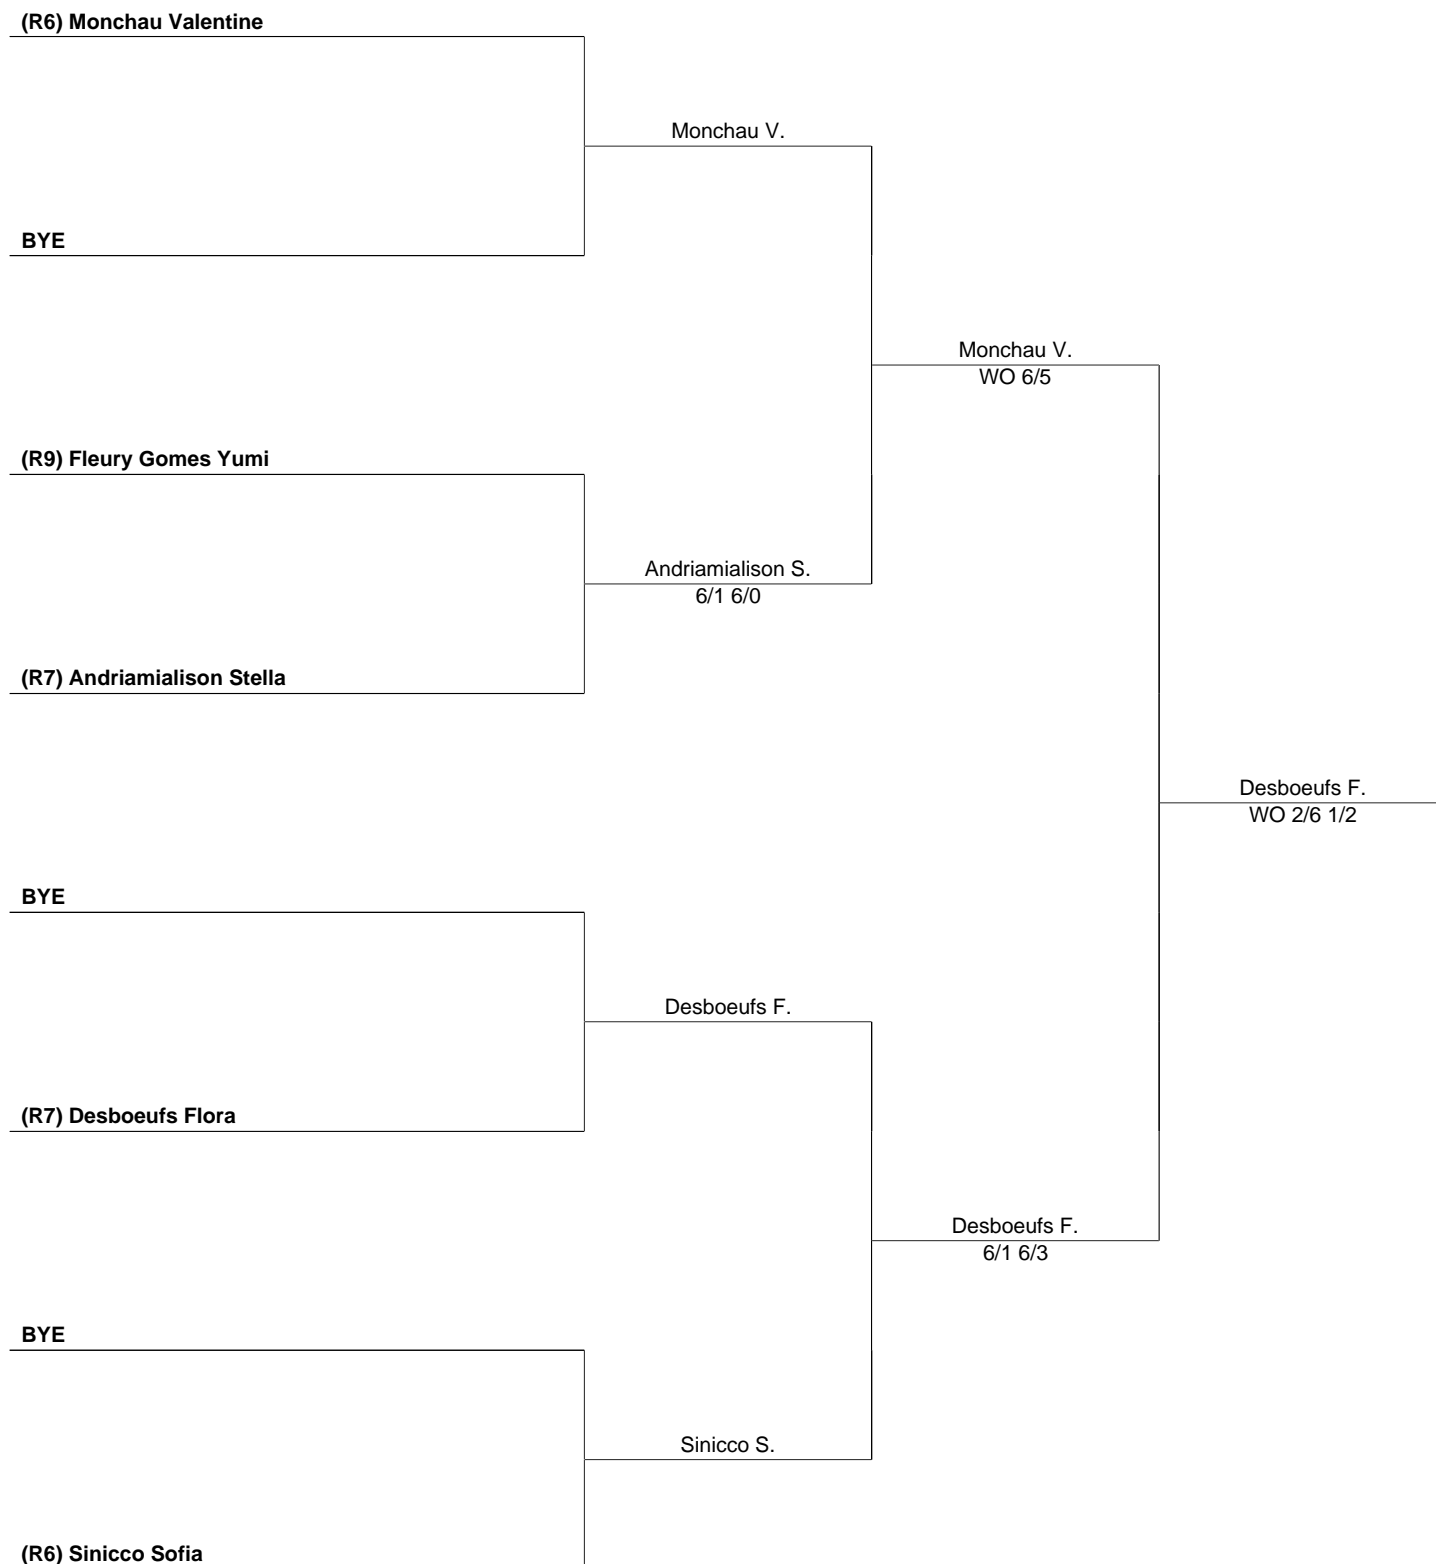 (R6) Monchau Valentine
Monchau V.
BYE
Monchau V.
WO 6/5
(R9) Fleury Gomes Yumi
Andriamialison S.
6/1 6/0
(R7) Andriamialison Stella
Desboeufs F.
WO 2/6 1/2
BYE
Desboeufs F.
(R7) Desboeufs Flora
Desboeufs F.
6/1 6/3
BYE
Sinicco S.
(R6) Sinicco Sofia